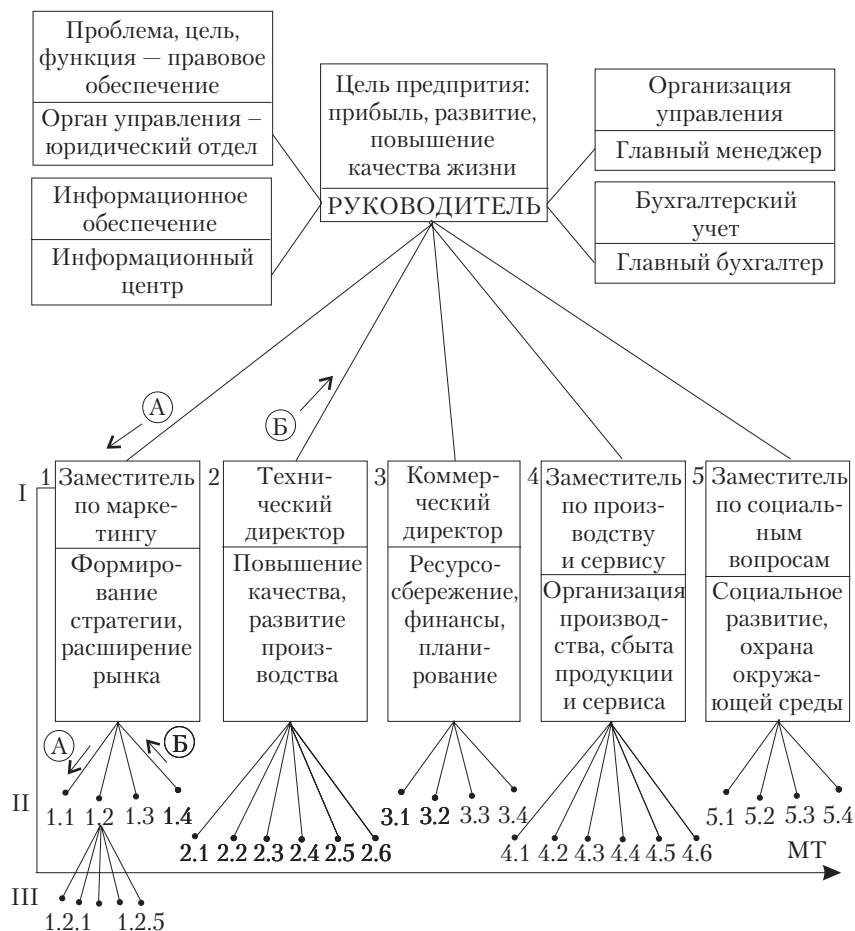 Проблема, цель,
функция – правовое
обеспечение
Орган управления –
юридический отдел
Информационное
обеспечение
Информационный
центр
Цель предпрития:
прибыль, развитие,
повышение
качества жизни
РУКОВОДИТЕЛЬ
Организация
управления
Главный менеджер
Бухгалтерский
учет
Главный бухгалтер
А
Б
I
1 Заместитель
по марке-
тингу
Формиро-
вание
стратегии,
расширение
рынка
2 Техни-
ческий
директор
Повышение
качества,
развитие
произ-
водства
3 Коммер-
ческий
директор
Ресурсо-
сбережение,
финансы,
плани-
рование
4 Заместитель
по произ-
водству
и сервису
Организация
производ-
ства, сбыта
продукции
и сервиса
5 Заместитель
по социаль-
ным
вопросам
Социальное
развитие,
охрана
окружа-
ющей среды
А
Б
II
1.1 1.2 1.3 1.4
2.1 2.2 2.3 2.4 2.5 2.6
3.1 3.2 3.3 3.4
4.1 4.2 4.3 4.4 4.5 4.6
5.1 5.2 5.3 5.4
МТ
III
1.2.1 1.2.5